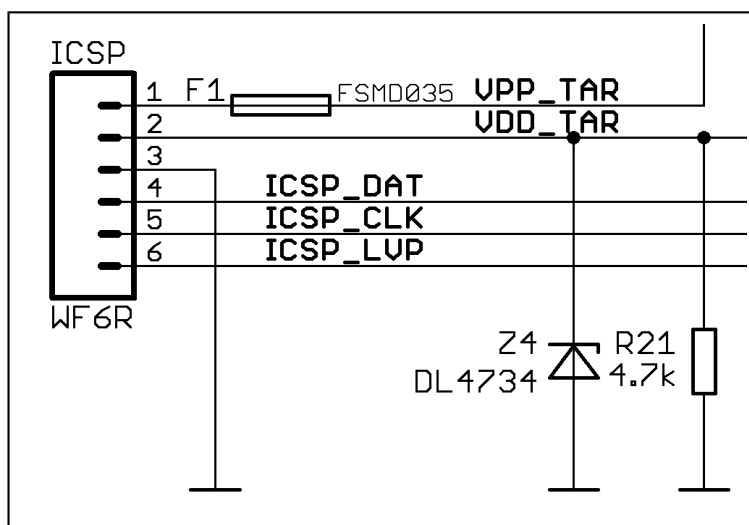 ICSP
1 F1 FSMD035 VPP_TAR
2 VDD_TAR
3
4 ICSP_DAT
5 ICSP_CLK
6 ICSP_LVP
WF6R
Z4 R21
DL4734 4.7k